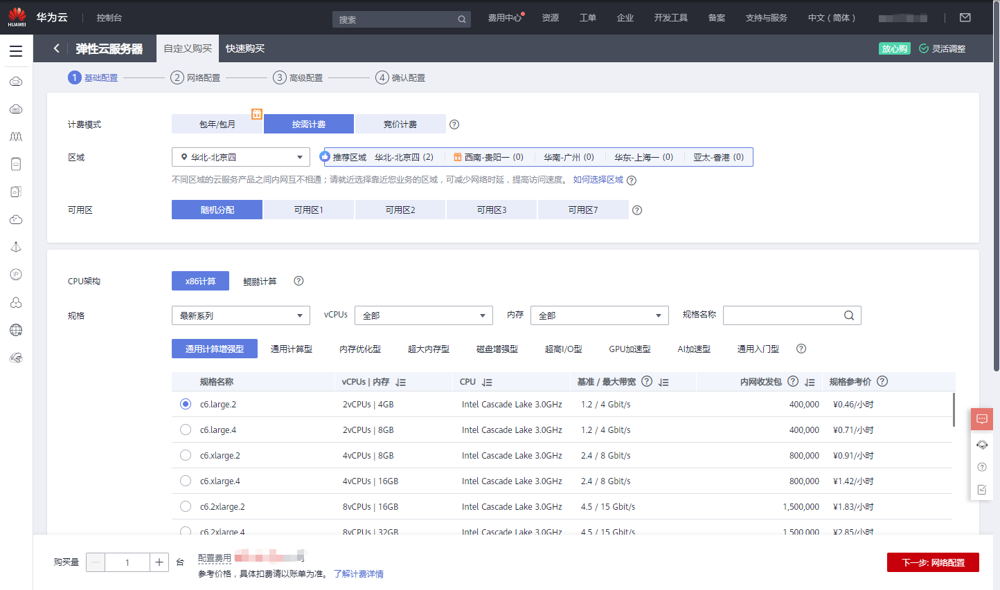 HUAWEI 华为云 控制台 搜索 费用中心 资源 工单 企业 开发工具 备案 支持与服务 中文（简体）
弹性云服务器 自定义购买 快速购买 放心购 灵活调整
1 基础配置 2 网络配置 3 高级配置 4 确认配置
计费模式 包年/包月 按需计费 竞价计费
区域 华北-北京四 推荐区域 华北-北京四 (2) 西南-贵阳一 (0) 华南-广州 (0) 华东-上海一 (0) 亚太-香港 (0)
不同区域的云服务产品之间内网互不相通；请就近选择靠近您业务的区域，可减少网络时延，提高访问速度。 如何选择区域
可用区 随机分配 可用区1 可用区2 可用区3 可用区7
CPU架构 x86计算 鲲鹏计算
规格 最新系列 vCPUs 全部 内存 全部 规格名称
通用计算增强型 通用计算型 内存优化型 超大内存型 磁盘增强型 超高I/O型 GPU加速型 AI加速型 通用入门型
规格名称 vCPUs | 内存 CPU 基准 / 最大带宽 内网收发包 规格参考价
c6.large.2 2vCPUs | 4GB Intel Cascade Lake 3.0GHz 1.2 / 4 Gbit/s 400,000 ¥0.46/小时
c6.large.4 2vCPUs | 8GB Intel Cascade Lake 3.0GHz 1.2 / 4 Gbit/s 400,000 ¥0.71/小时
c6.xlarge.2 4vCPUs | 8GB Intel Cascade Lake 3.0GHz 2.4 / 8 Gbit/s 800,000 ¥0.91/小时
c6.xlarge.4 4vCPUs | 16GB Intel Cascade Lake 3.0GHz 2.4 / 8 Gbit/s 800,000 ¥1.42/小时
c6.2xlarge.2 8vCPUs | 16GB Intel Cascade Lake 3.0GHz 4.5 / 15 Gbit/s 1,500,000 ¥1.83/小时
c6.2xlarge.4 8vCPUs | 32GB Intel Cascade Lake 3.0GHz 4.5 / 15 Gbit/s 1,500,000 ¥2.85/小时
购买量 1 台 配置费用 下一步: 网络配置
参考价格，具体扣费请以账单为准。 了解计费详情